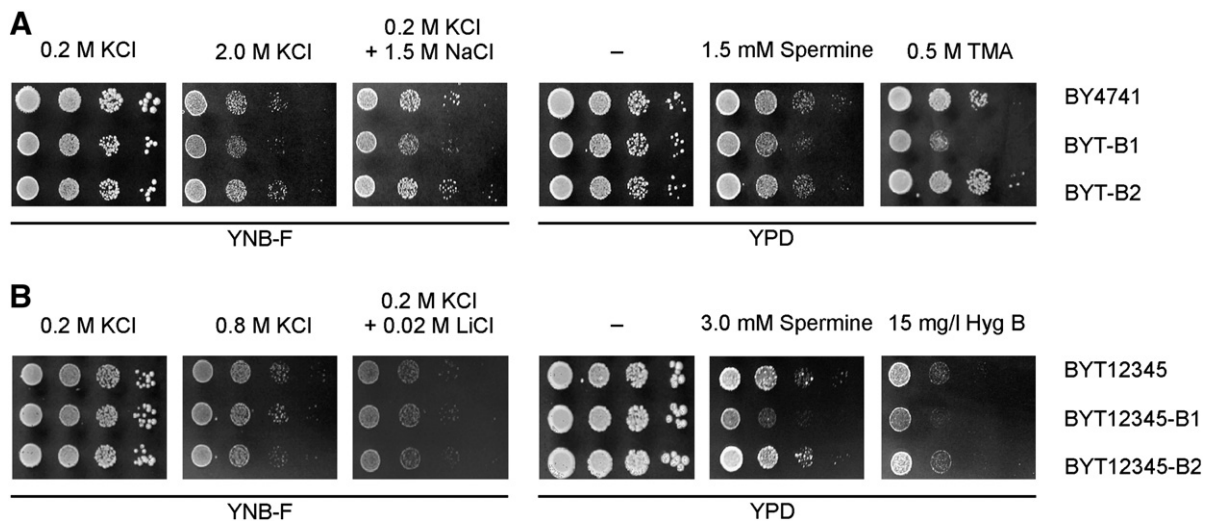 A
0.2 M KCl
2.0 M KCl
0.2 M KCl
+ 1.5 M NaCl
–
1.5 mM Spermine
0.5 M TMA
BY4741
BYT-B1
BYT-B2
YNB-F
YPD
B
0.2 M KCl
0.8 M KCl
0.2 M KCl
+ 0.02 M LiCl
–
3.0 mM Spermine
15 mg/l Hyg B
BYT12345
BYT12345-B1
BYT12345-B2
YNB-F
YPD